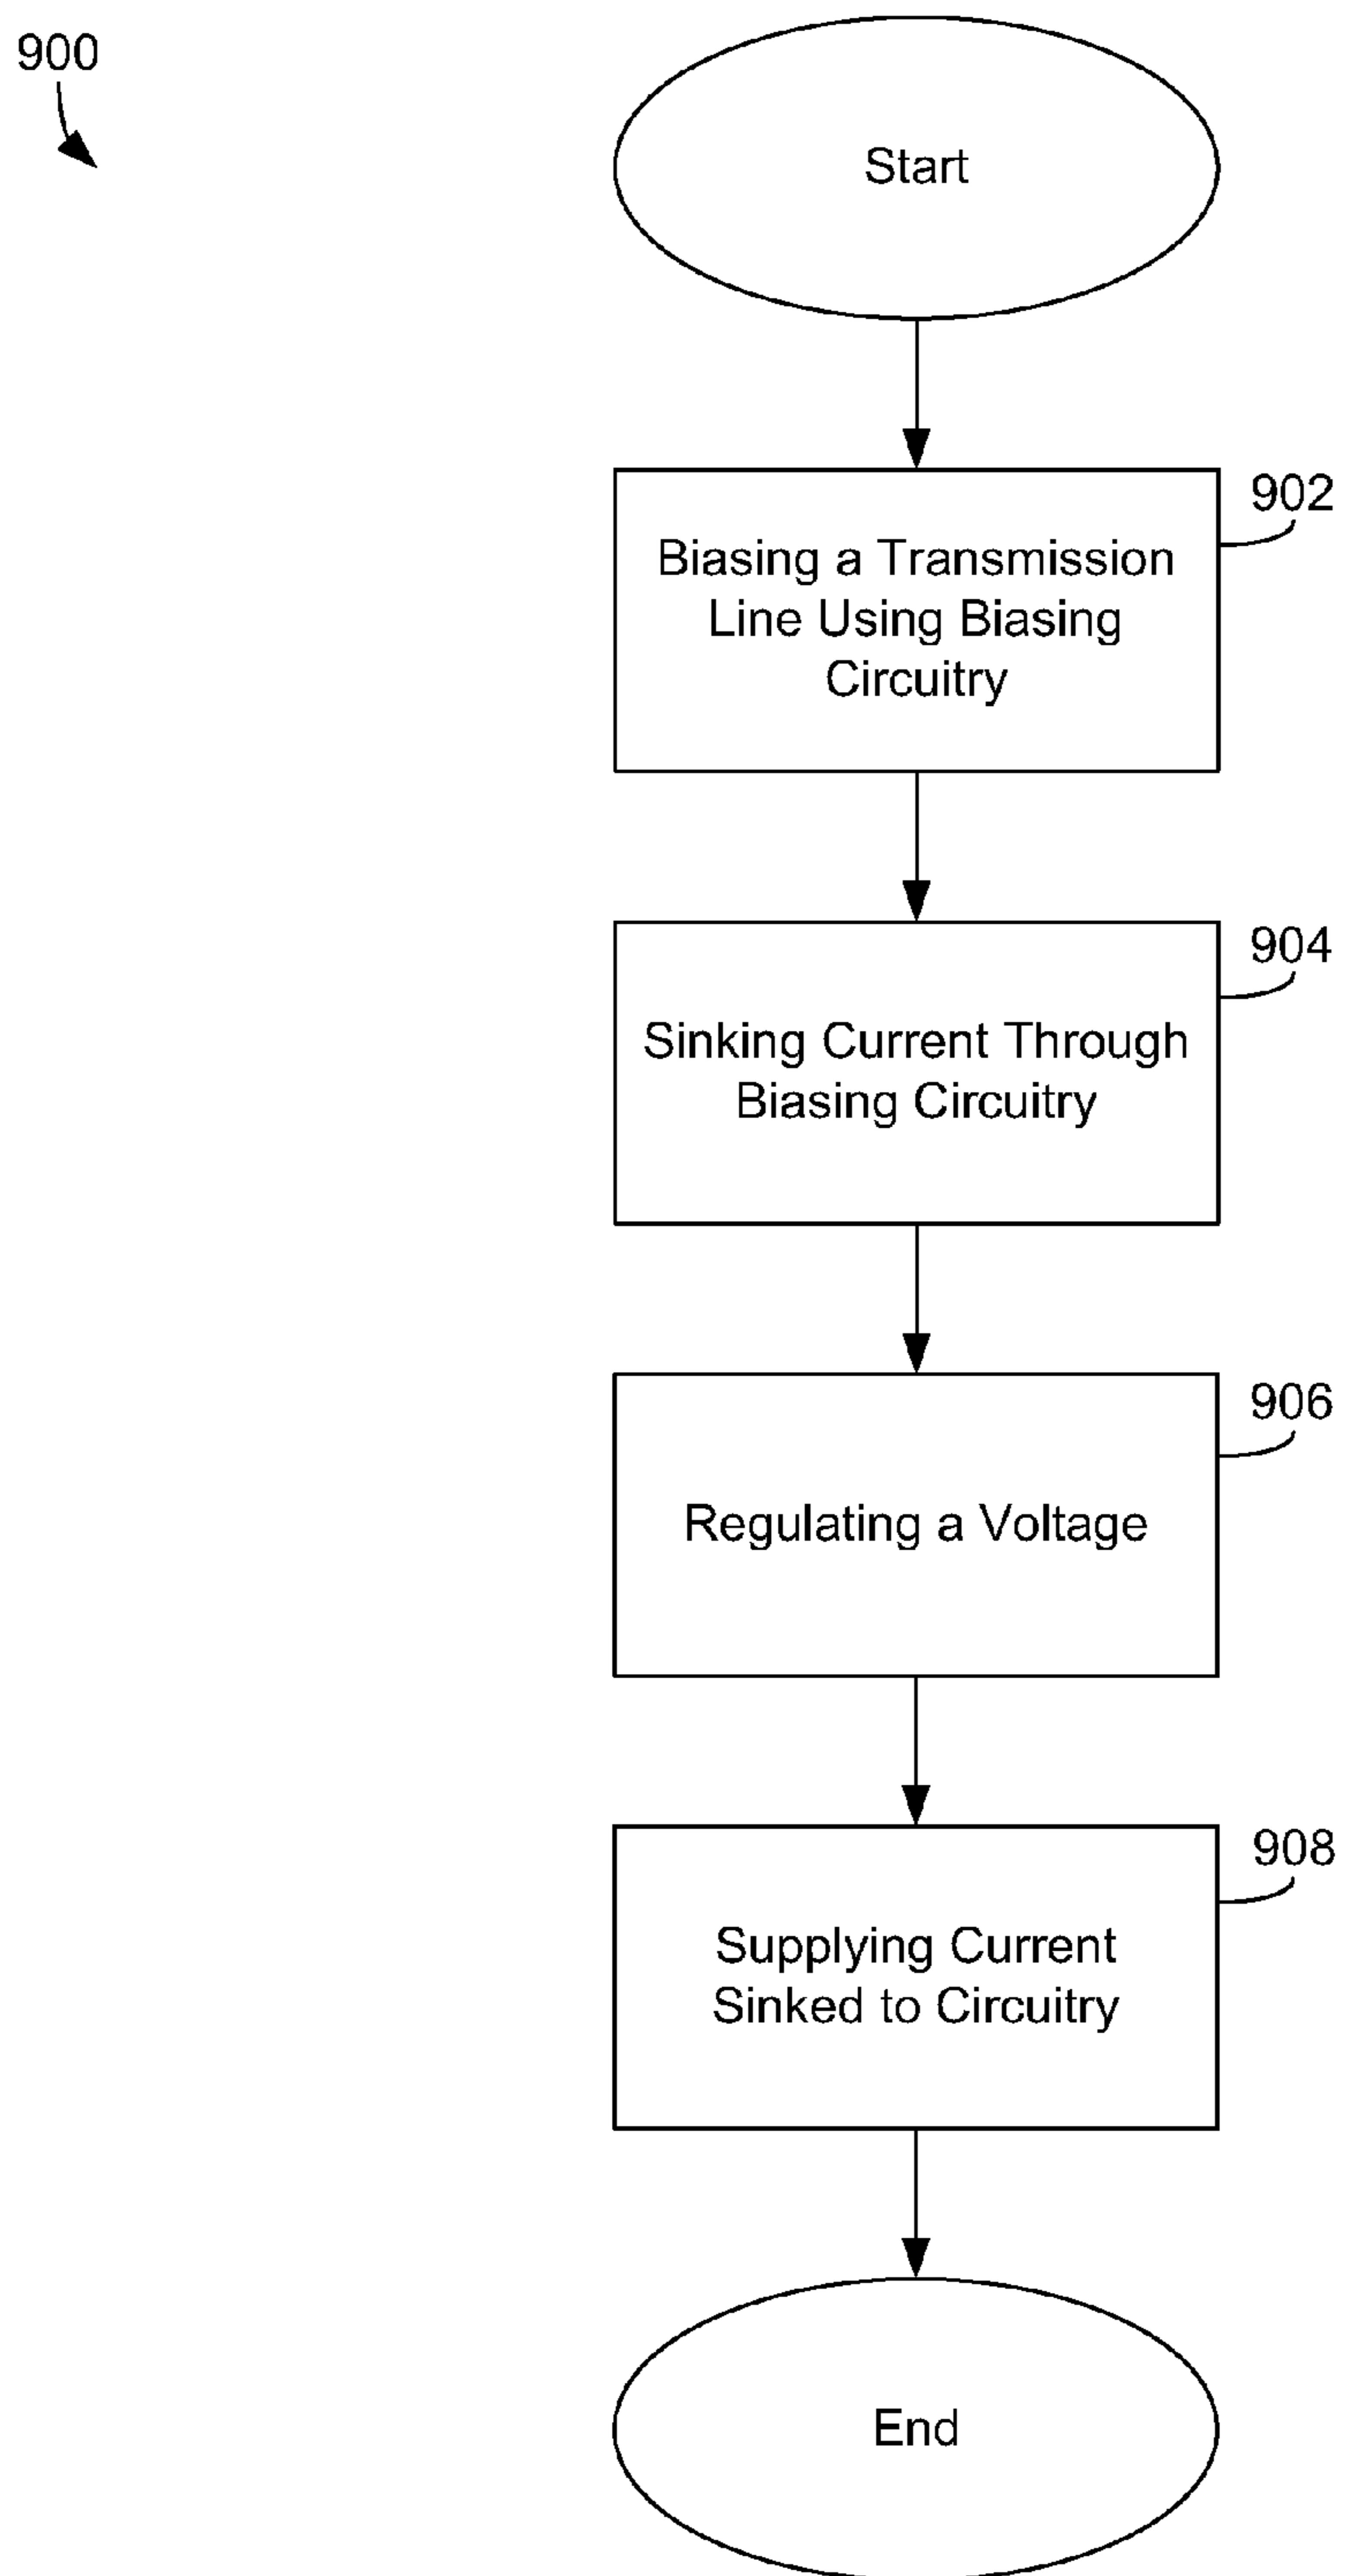 900
Start
902
Biasing a Transmission
Line Using Biasing
Circuitry
904
Sinking Current Through
Biasing Circuitry
906
Regulating a Voltage
908
Supplying Current
Sinked to Circuitry
End